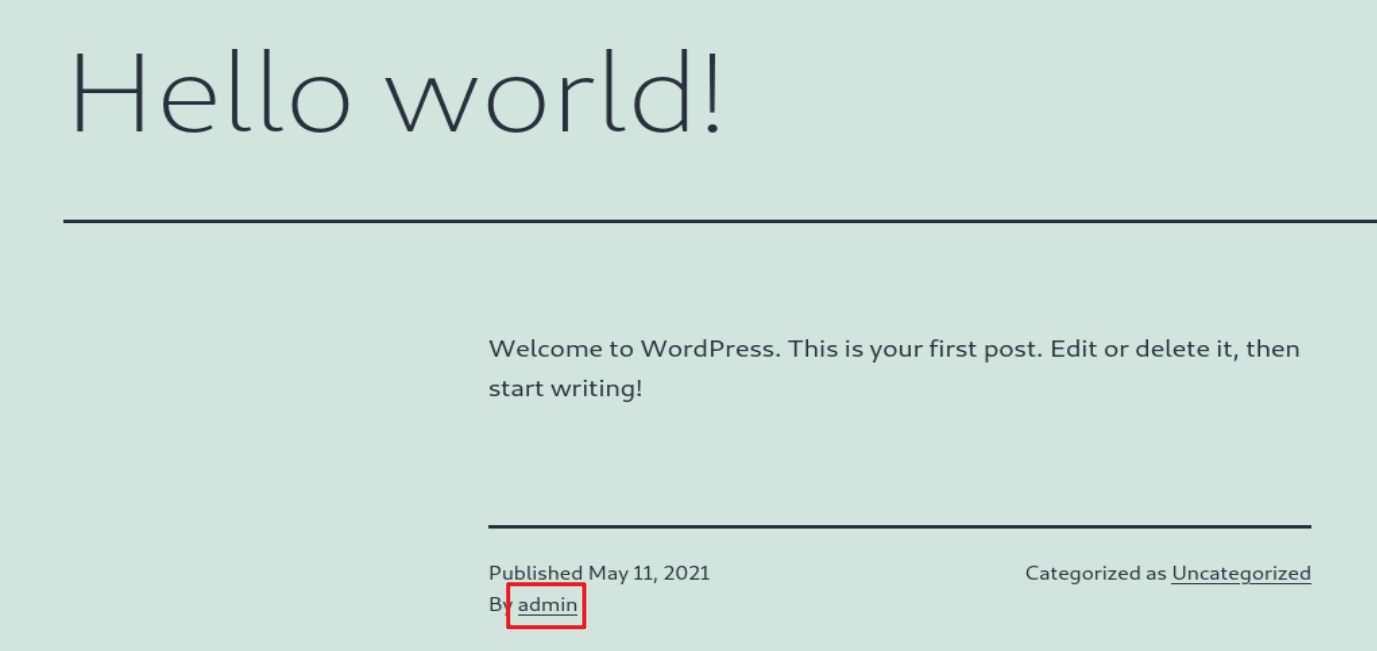 Hello world!
Welcome to WordPress. This is your first post. Edit or delete it, then
start writing!
Published May 11, 2021
Categorized as Uncategorized
By admin